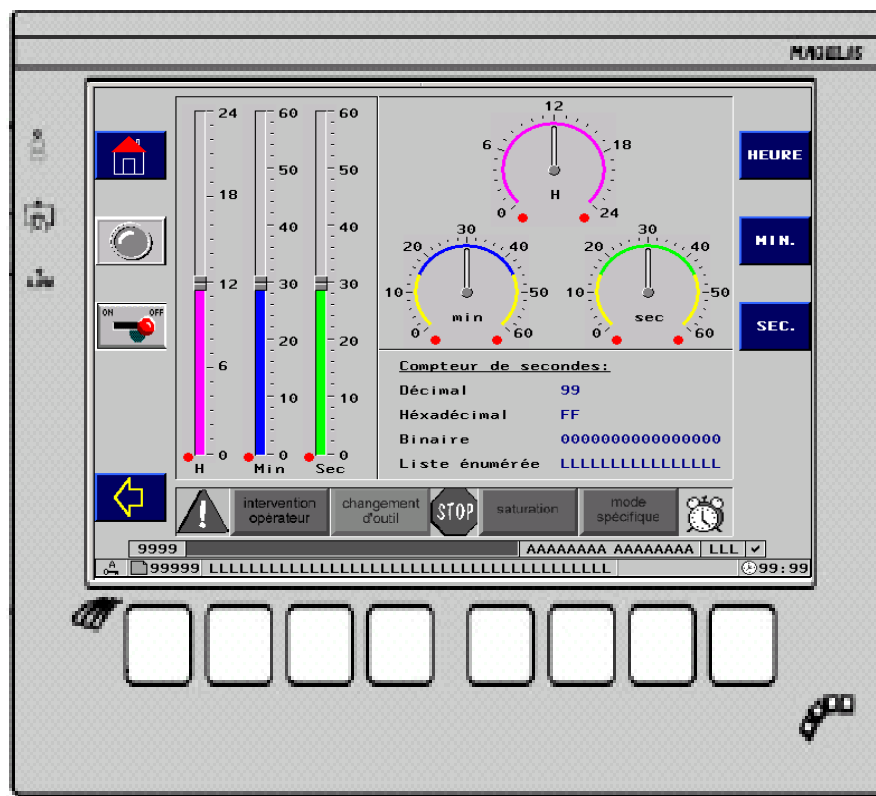 MAGELIS
24
18
12
6
0
H
60
50
40
30
20
10
0
Min
60
50
40
30
20
10
0
Sec
12
6
18
0
24
H
30
20
40
10
50
0
60
min
30
20
40
10
50
0
60
sec
HEURE
MIN.
SEC.
ON OFF
Compteur de secondes:
Décimal 99
Héxadécimal FF
Binaire 0000000000000000
Liste énumérée LLLLLLLLLLLLLLLL
intervention
opérateur
changement
d'outil
STOP
saturation
mode
spécifique
9999 AAAAAAAA AAAAAAAA LLL
A 99999 LLLLLLLLLLLLLLLLLLLLLLLLLLLLLLLLLLLLLLLL 99:99